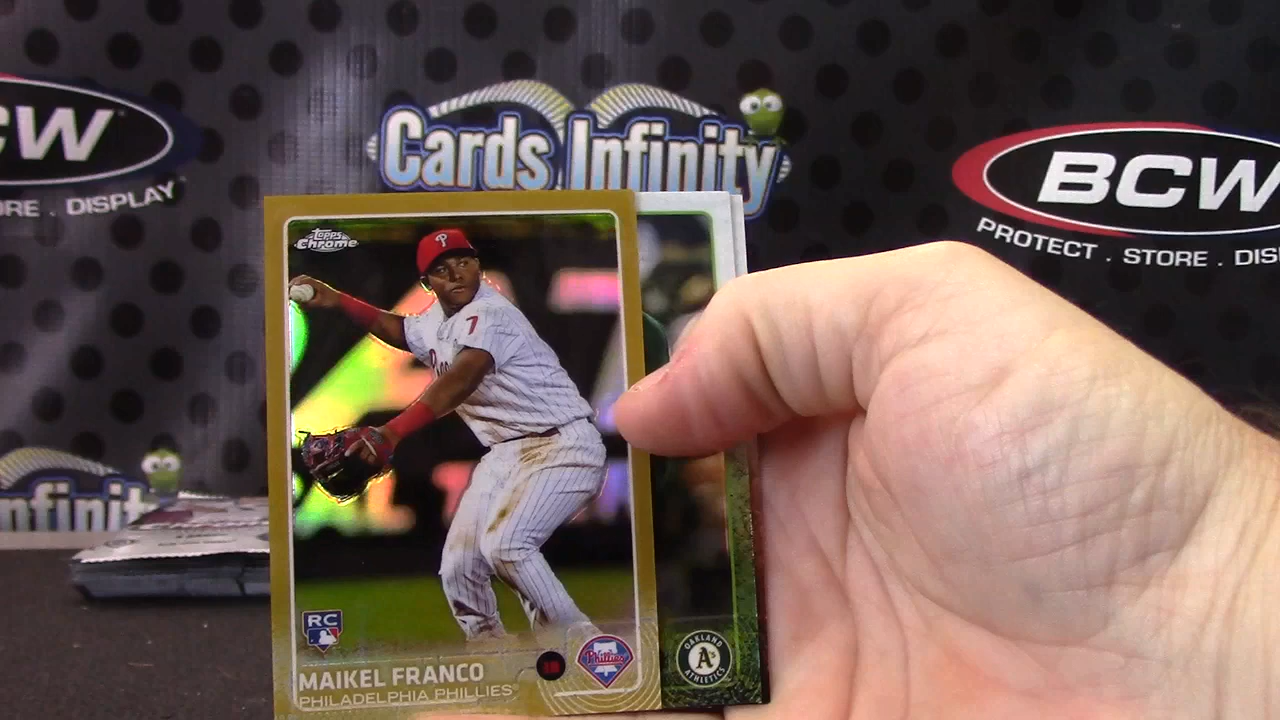 CW
ORE . DISPLAY
Cards Infinity
BCW
PROTECT . STORE . DIS
nfinit
Topps
Chrome
P
7
RC
MAIKEL FRANCO
PHILADELPHIA PHILLIES
Phillies
OAKLAND
A's
ATHLETICS